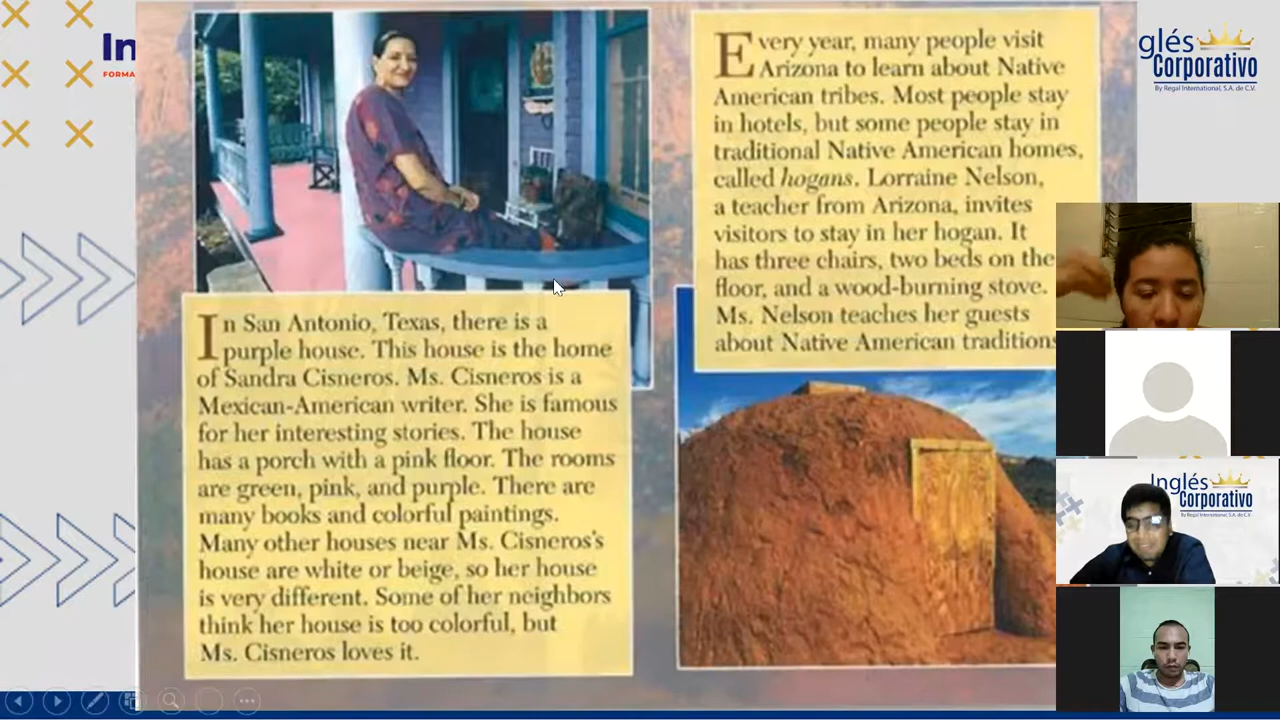 In
FORMA
glés
Corporativo
By Regal International, S.A. de C.V.
In San Antonio, Texas, there is a
purple house. This house is the home
of Sandra Cisneros. Ms. Cisneros is a
Mexican-American writer. She is famous
for her interesting stories. The house
has a porch with a pink floor. The rooms
are green, pink, and purple. There are
many books and colorful paintings.
Many other houses near Ms. Cisneros's
house are white or beige, so her house
is very different. Some of her neighbors
think her house is too colorful, but
Ms. Cisneros loves it.
Every year, many people visit
Arizona to learn about Native
American tribes. Most people stay
in hotels, but some people stay in
traditional Native American homes,
called hogans. Lorraine Nelson,
a teacher from Arizona, invites
visitors to stay in her hogan. It
has three chairs, two beds on the
floor, and a wood-burning stove.
Ms. Nelson teaches her guests
about Native American traditions
Inglés
Corporativo
By Regal International, S.A. de C.V.